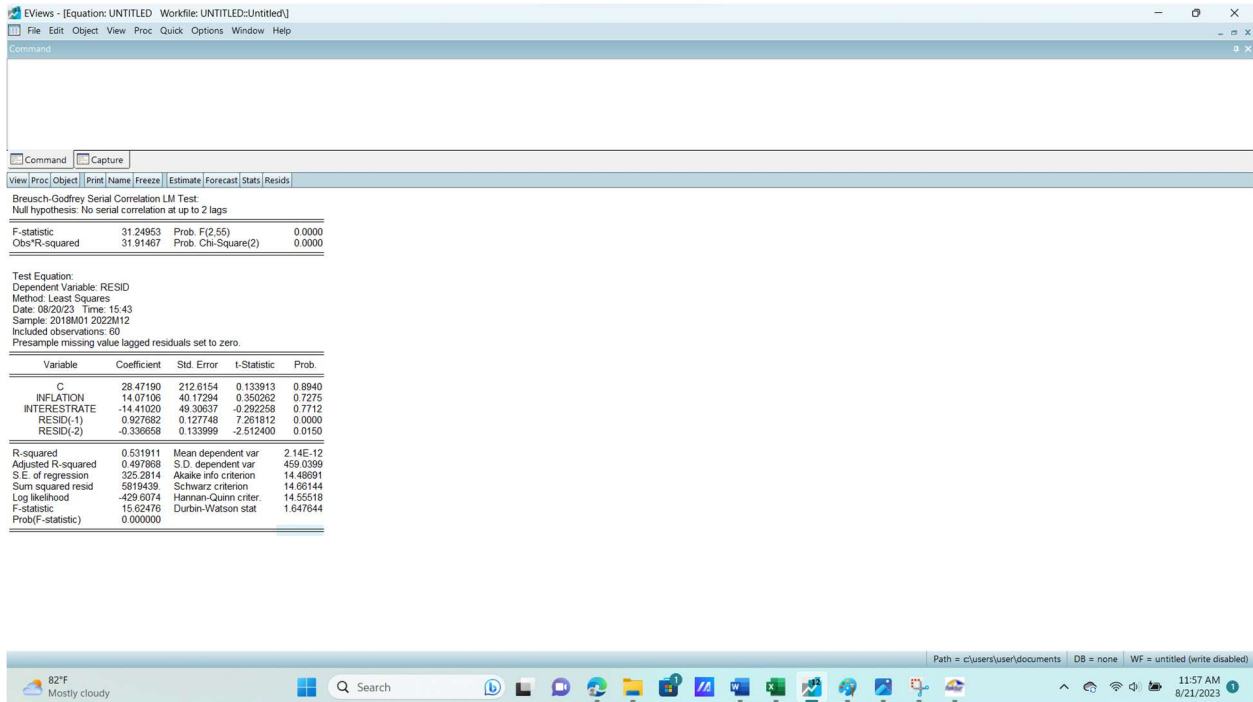 EViews - [Equation: UNTITLED Workfile: UNTITLED::Untitled\]
File Edit Object View Proc Quick Options Window Help
Command
Command Capture
View Proc Object Print Name Freeze Estimate Forecast Stats Resids
Breusch-Godfrey Serial Correlation LM Test:
Null hypothesis: No serial correlation at up to 2 lags
F-statistic 31.24953 Prob. F(2,55) 0.0000
Obs*R-squared 31.91467 Prob. Chi-Square(2) 0.0000
Test Equation:
Dependent Variable: RESID
Method: Least Squares
Date: 08/20/23 Time: 15:43
Sample: 2018M01 2022M12
Included observations: 60
Presample missing value lagged residuals set to zero.
Variable Coefficient Std. Error t-Statistic Prob.
C 28.47190 212.6154 0.133913 0.8940
INFLATION 14.07106 40.17294 0.350262 0.7275
INTERESTRATE -14.41020 49.30637 -0.292258 0.7712
RESID(-1) 0.927682 0.127748 7.261812 0.0000
RESID(-2) -0.336658 0.133999 -2.512400 0.0150
R-squared 0.531911 Mean dependent var 2.14E-12
Adjusted R-squared 0.497868 S.D. dependent var 459.0399
S.E. of regression 325.2814 Akaike info criterion 14.48691
Sum squared resid 5819439. Schwarz criterion 14.66144
Log likelihood -429.6074 Hannan-Quinn criter. 14.55518
F-statistic 15.62476 Durbin-Watson stat 1.647644
Prob(F-statistic) 0.000000
Path = c:\users\user\documents DB = none WF = untitled (write disabled)
82°F
Mostly cloudy
Search
11:57 AM
8/21/2023